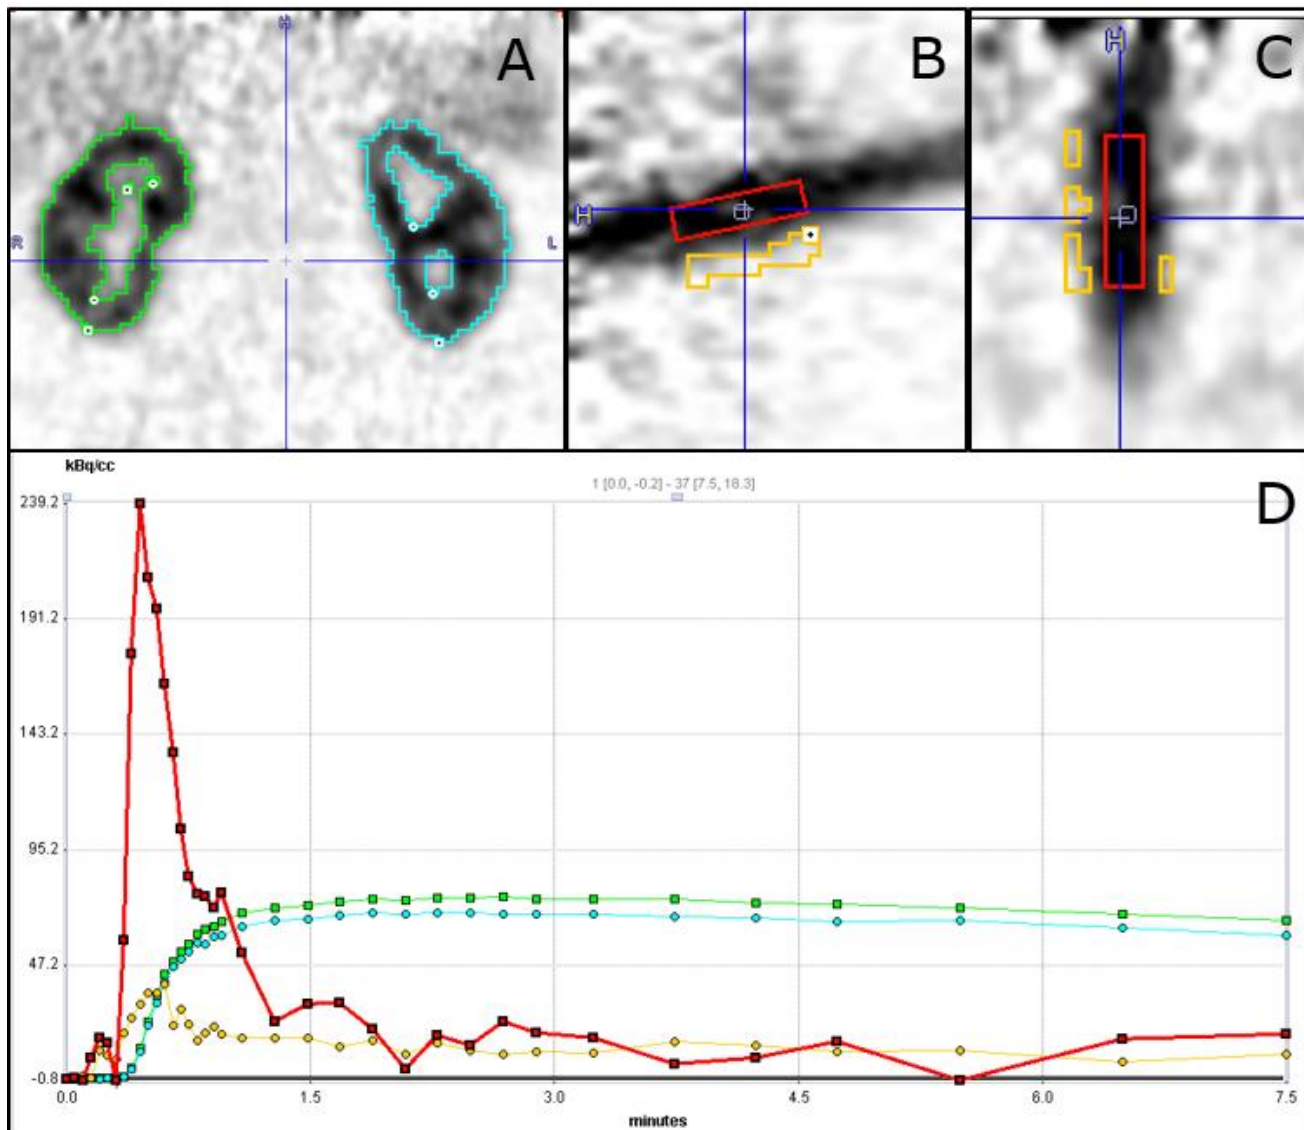 A
B
C
H
H
H
R
L
kBq/cc
1 [0.0, -0.2] - 37 [7.5, 18.3]
D
239.2
191.2
143.2
95.2
47.2
-0.8
0.0 1.5 3.0 4.5 6.0 7.5
minutes